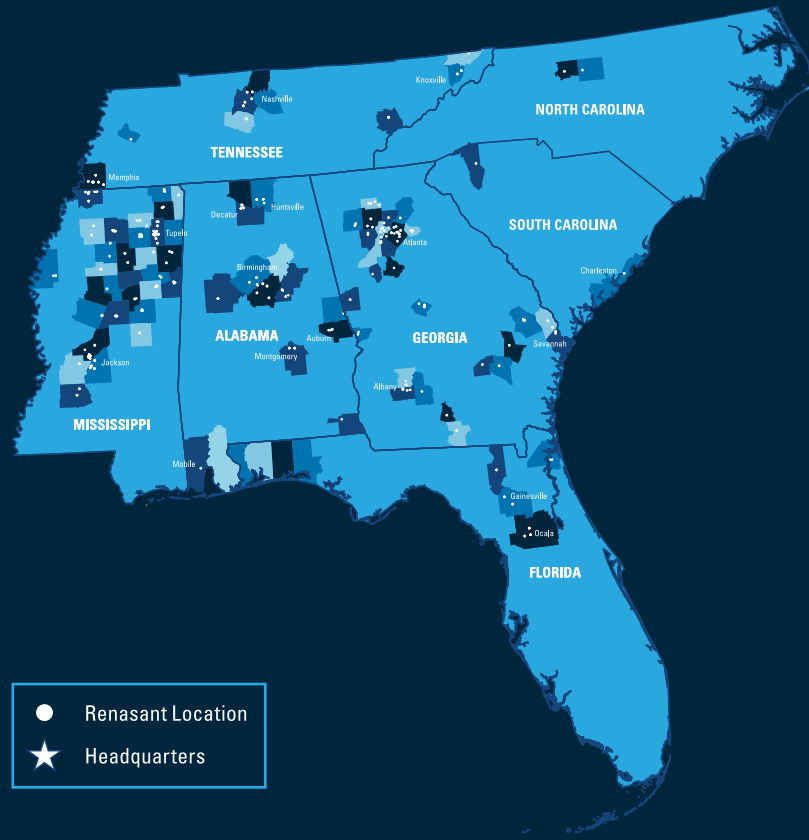 Knoxville
Nashville
NORTH CAROLINA
TENNESSEE
Memphis
Decatur
Huntsville
Tupelo
Atlanta
SOUTH CAROLINA
Birmingham
Charleston
ALABAMA
Auburn
GEORGIA
Montgomery
Savannah
Jackson
Albany
MISSISSIPPI
Mobile
Gainesville
Ocala
FLORIDA
Renasant Location
Headquarters